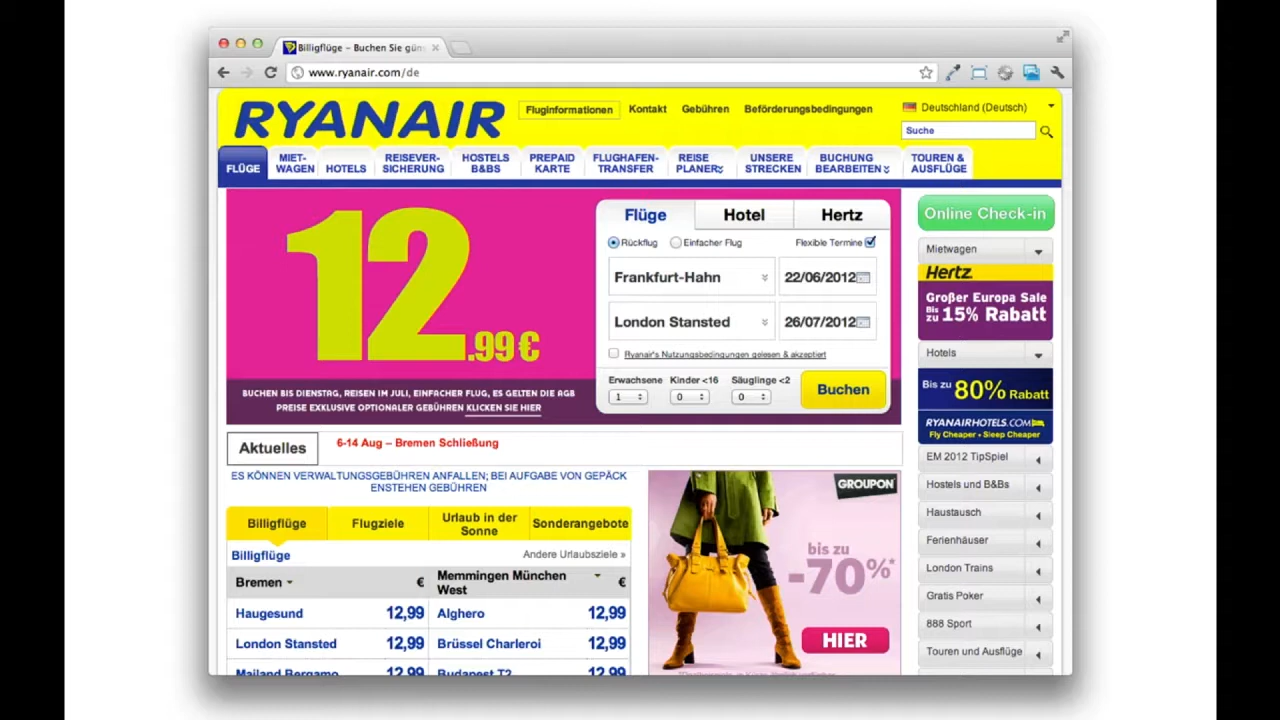 Billigflüge – Buchen Sie gün
www.ryanair.com/de
RYANAIR
Fluginformationen
Kontakt
Gebühren
Beförderungsbedingungen
Deutschland (Deutsch)
Suche
FLÜGE
MIET-
WAGEN
HOTELS
REISEVER-
SICHERUNG
HOSTELS
B&BS
PREPAID
KARTE
FLUGHAFEN-
TRANSFER
REISE
PLANER
UNSERE
STRECKEN
BUCHUNG
BEARBEITEN
TOUREN &
AUSFLÜGE
12.99€
BUCHEN BIS DIENSTAG, REISEN IM JULI, EINFACHER FLUG, ES GELTEN DIE AGB
PREISE EXKLUSIVE OPTIONALER GEBÜHREN KLICKEN SIE HIER
Flüge
Hotel
Hertz
Rückflug
Einfacher Flug
Flexible Termine
Frankfurt-Hahn
22/06/2012
London Stansted
26/07/2012
Ryanair's Nutzungsbedingungen gelesen & akzeptiert
Erwachsene
Kinder <16
Säuglinge <2
1
0
0
Buchen
Online Check-in
Mietwagen
Hertz
Großer Europa Sale
Bis zu 15% Rabatt
Hotels
Bis zu 80% Rabatt
RYANAIRHOTELS.COM
Fly Cheaper • Sleep Cheaper
EM 2012 TipSpiel
Hostels und B&Bs
Haustausch
Ferienhäuser
London Trains
Gratis Poker
888 Sport
Touren und Ausflüge
Aktuelles
6-14 Aug – Bremen Schließung
ES KÖNNEN VERWALTUNGSGEBÜHREN ANFALLEN; BEI AUFGABE VON GEPÄCK
ENSTEHEN GEBÜHREN
Billigflüge
Flugziele
Urlaub in der
Sonne
Sonderangebote
Billigflüge
Andere Urlaubsziele »
Bremen
€
Memmingen München
West
€
Haugesund 12,99
Alghero 12,99
London Stansted 12,99
Brüssel Charleroi 12,99
Mailand Bergamo 12,99
Budapest T2 12,99
GROUPON
bis zu
-70%*
HIER